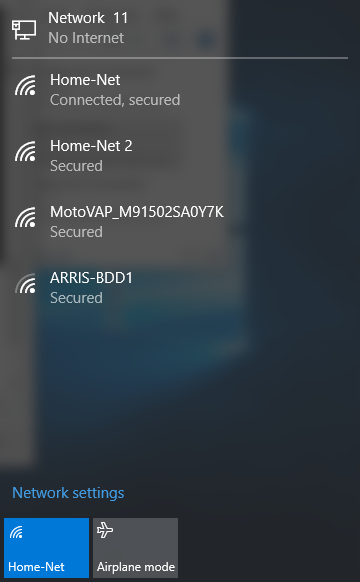 Network 11
No Internet
Home-Net
Connected, secured
Home-Net 2
Secured
MotoVAP_M91502SA0Y7K
Secured
ARRIS-BDD1
Secured
Network settings
Home-Net
Airplane mode